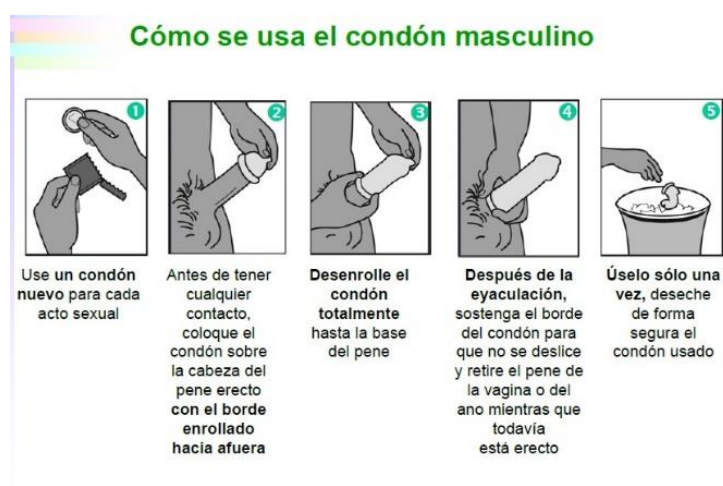 Cómo se usa el condón masculino
1
Use un condón
nuevo para cada
acto sexual
2
Antes de tener
cualquier
contacto,
coloque el
condón sobre
la cabeza del
pene erecto
con el borde
enrollado
hacia afuera
3
Desenrolle el
condón
totalmente
hasta la base
del pene
4
Después de la
eyaculación,
sostenga el borde
del condón para
que no se deslice
y retire el pene de
la vagina o del
ano mientras que
todavía
está erecto
5
Úselo sólo una
vez, deseche
de forma
segura el
condón usado